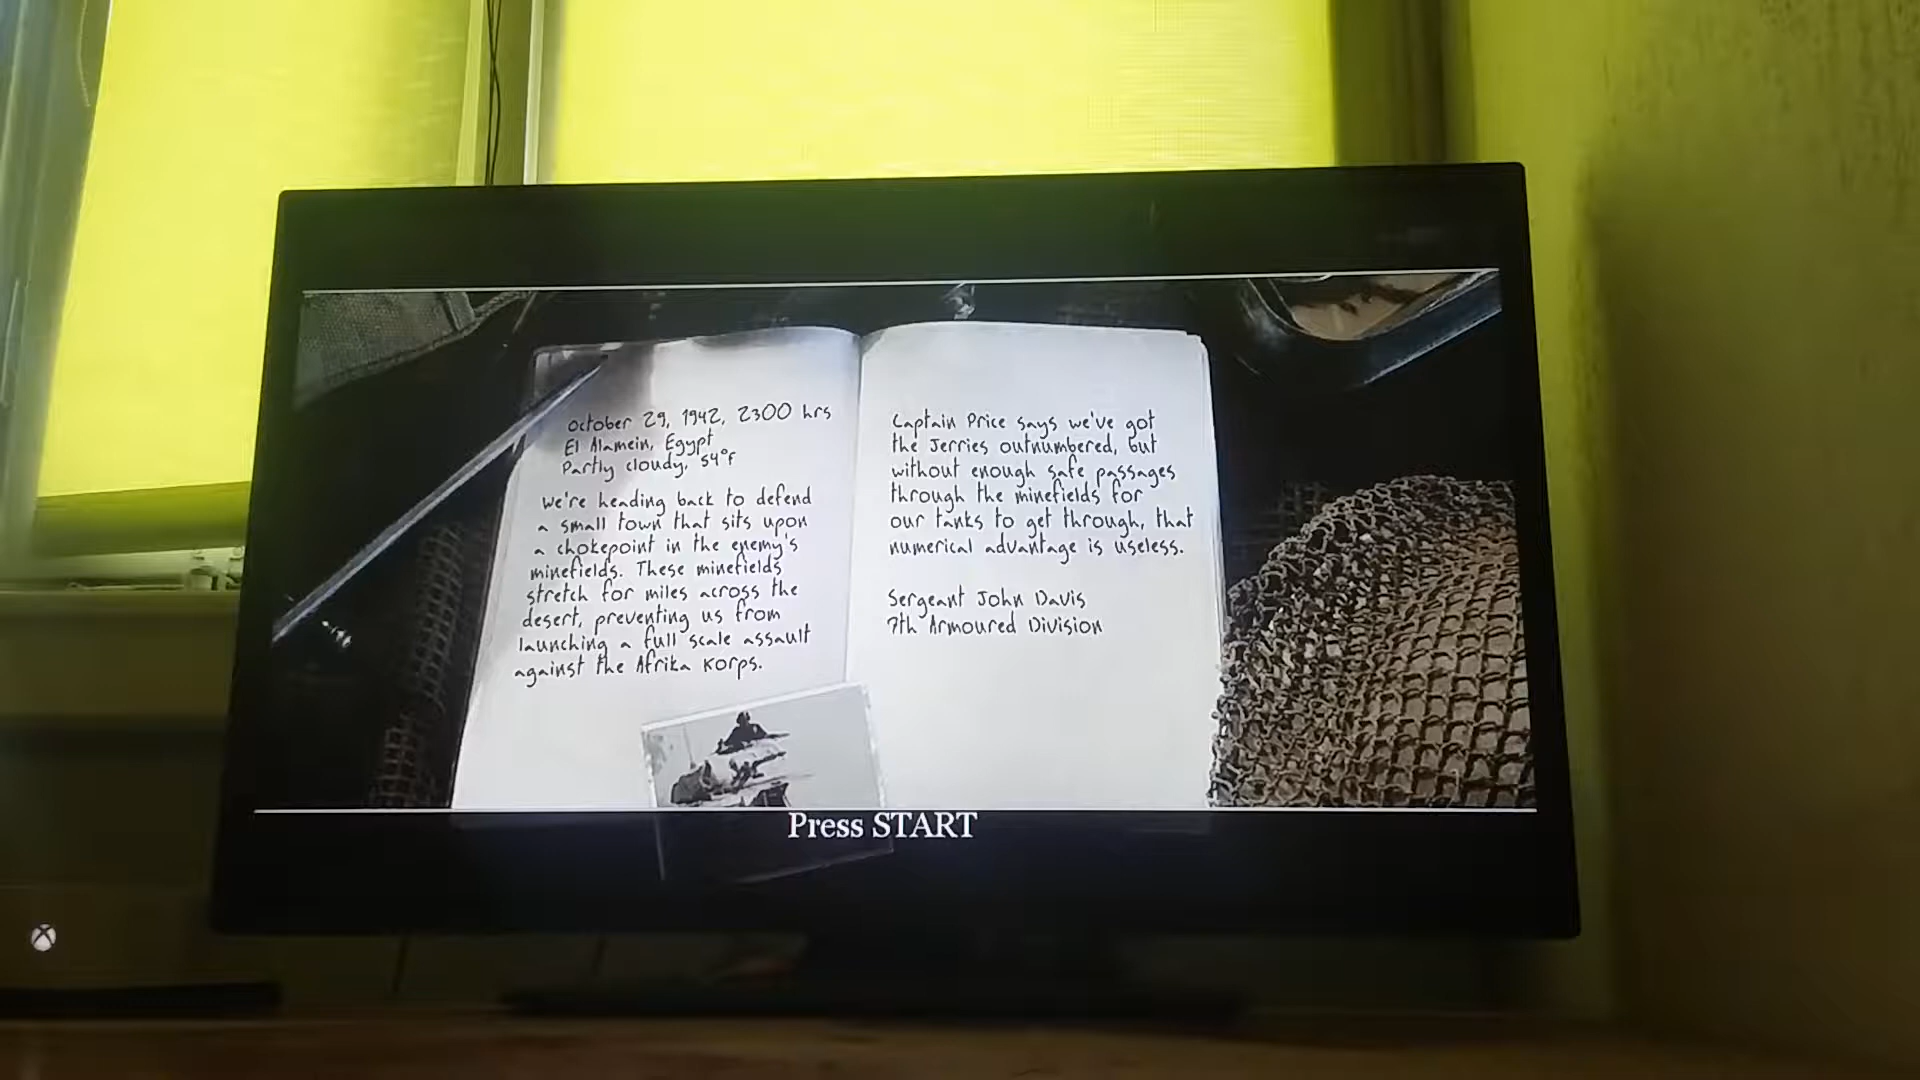 October 29, 1942, 2300 hrs
El Alamein, Egypt
Partly cloudy, 54°F
We're heading back to defend
a small town that sits upon
a chokepoint in the enemy's
minefields. These minefields
stretch for miles across the
desert, preventing us from
launching a full scale assault
against the Afrika Korps.
Captain Price says we've got
the Jerries outnumbered, but
without enough safe passages
through the minefields for
our tanks to get through, that
numerical advantage is useless.
Sergeant John Davis
7th Armoured Division
Press START